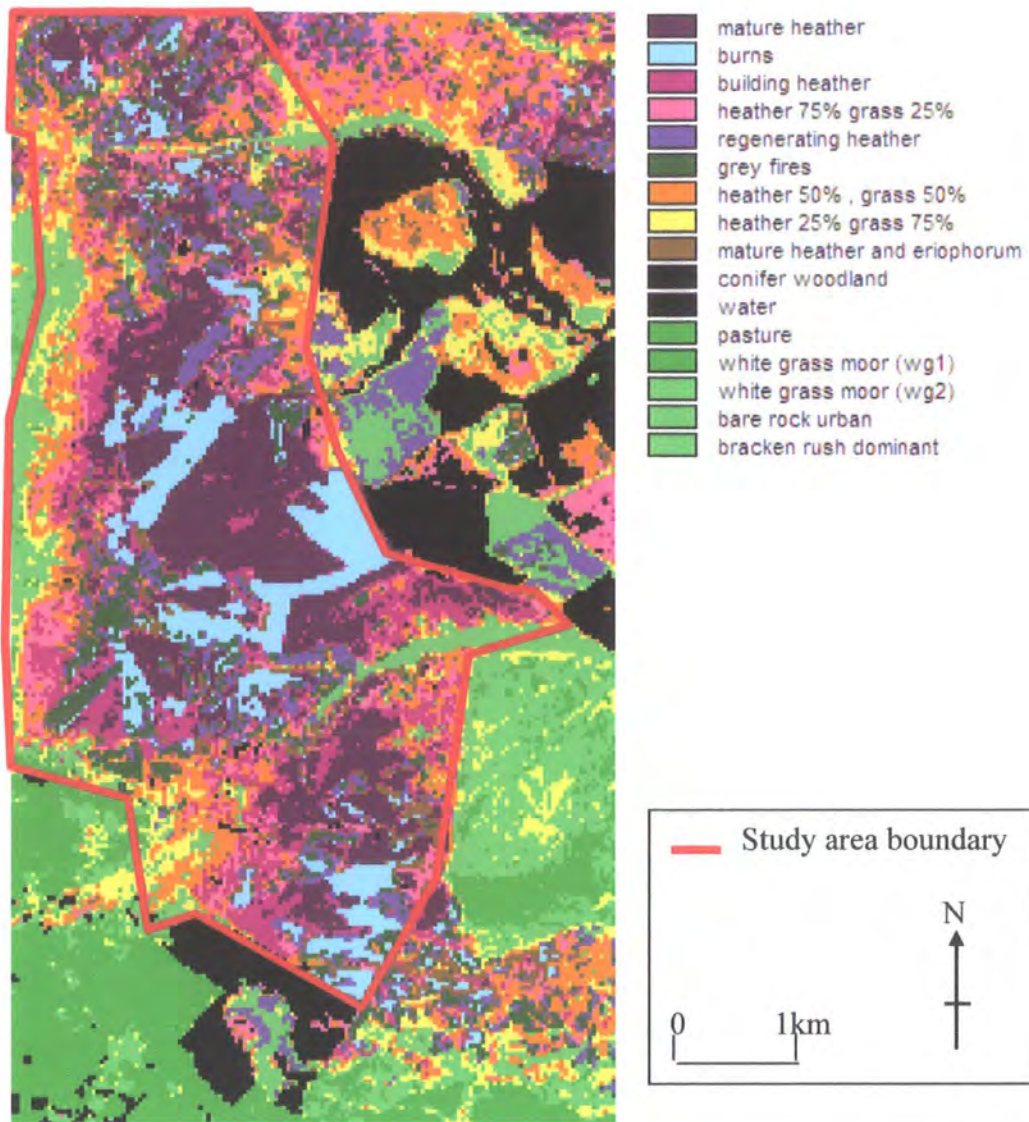 mature heather
burns
building heather
heather 75% grass 25%
regenerating heather
grey fires
heather 50% , grass 50%
heather 25% grass 75%
mature heather and eriophorum
conifer woodland
water
pasture
white grass moor (wg1)
white grass moor (wg2)
bare rock urban
bracken rush dominant
Study area boundary
N
0 1km